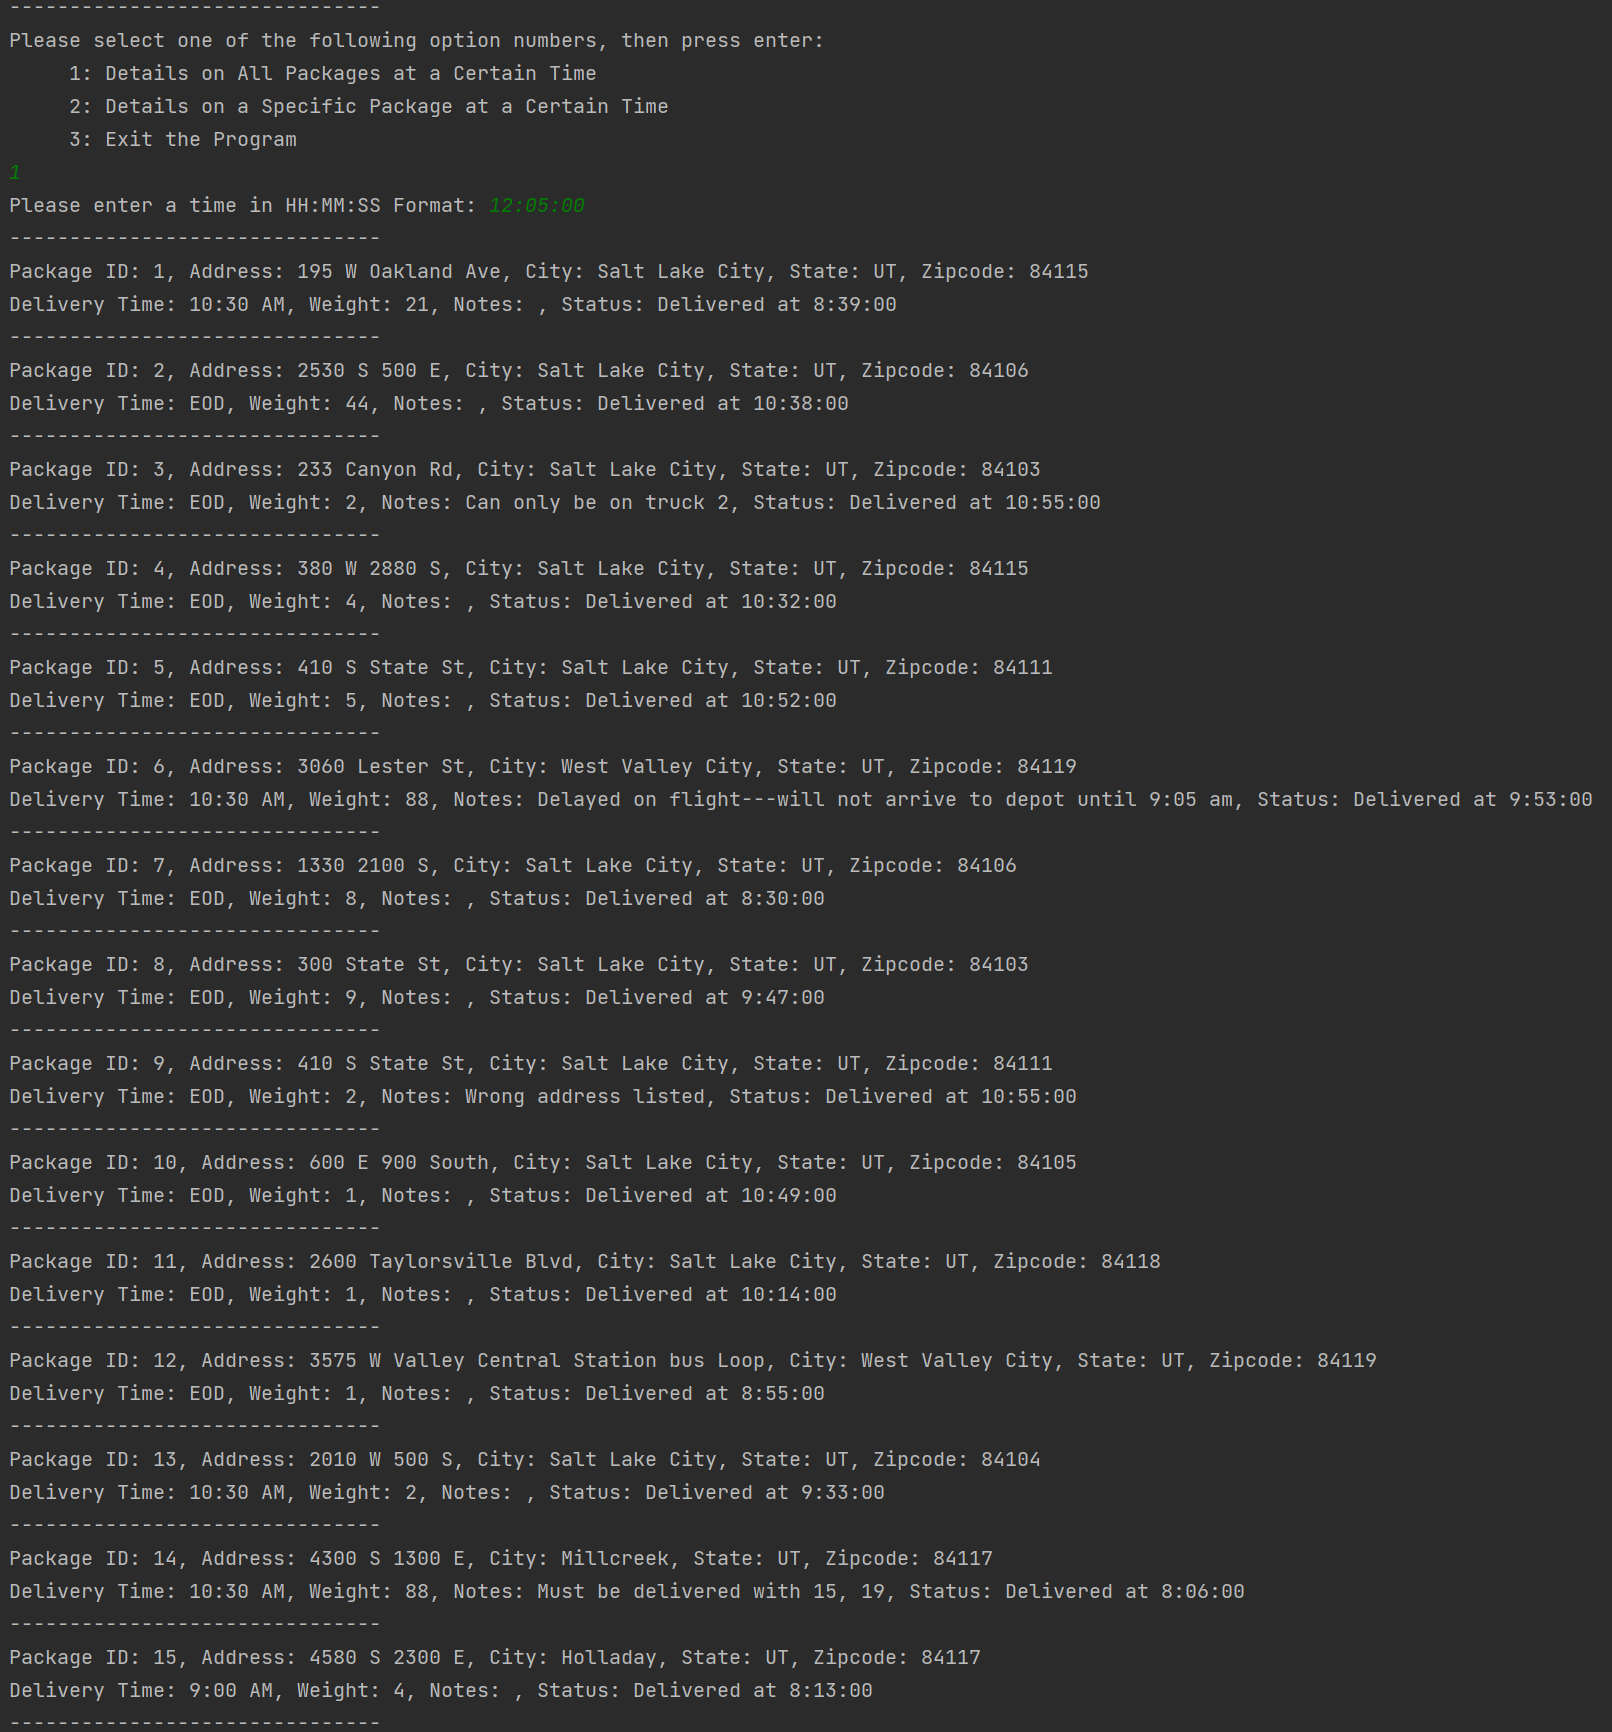 -------------------------------
Please select one of the following option numbers, then press enter:
     1: Details on All Packages at a Certain Time
     2: Details on a Specific Package at a Certain Time
     3: Exit the Program
1
Please enter a time in HH:MM:SS Format: 12:05:00
-------------------------------
Package ID: 1, Address: 195 W Oakland Ave, City: Salt Lake City, State: UT, Zipcode: 84115
Delivery Time: 10:30 AM, Weight: 21, Notes: , Status: Delivered at 8:39:00
-------------------------------
Package ID: 2, Address: 2530 S 500 E, City: Salt Lake City, State: UT, Zipcode: 84106
Delivery Time: EOD, Weight: 44, Notes: , Status: Delivered at 10:38:00
-------------------------------
Package ID: 3, Address: 233 Canyon Rd, City: Salt Lake City, State: UT, Zipcode: 84103
Delivery Time: EOD, Weight: 2, Notes: Can only be on truck 2, Status: Delivered at 10:55:00
-------------------------------
Package ID: 4, Address: 380 W 2880 S, City: Salt Lake City, State: UT, Zipcode: 84115
Delivery Time: EOD, Weight: 4, Notes: , Status: Delivered at 10:32:00
-------------------------------
Package ID: 5, Address: 410 S State St, City: Salt Lake City, State: UT, Zipcode: 84111
Delivery Time: EOD, Weight: 5, Notes: , Status: Delivered at 10:52:00
-------------------------------
Package ID: 6, Address: 3060 Lester St, City: West Valley City, State: UT, Zipcode: 84119
Delivery Time: 10:30 AM, Weight: 88, Notes: Delayed on flight---will not arrive to depot until 9:05 am, Status: Delivered at 9:53:00
-------------------------------
Package ID: 7, Address: 1330 2100 S, City: Salt Lake City, State: UT, Zipcode: 84106
Delivery Time: EOD, Weight: 8, Notes: , Status: Delivered at 8:30:00
-------------------------------
Package ID: 8, Address: 300 State St, City: Salt Lake City, State: UT, Zipcode: 84103
Delivery Time: EOD, Weight: 9, Notes: , Status: Delivered at 9:47:00
-------------------------------
Package ID: 9, Address: 410 S State St, City: Salt Lake City, State: UT, Zipcode: 84111
Delivery Time: EOD, Weight: 2, Notes: Wrong address listed, Status: Delivered at 10:55:00
-------------------------------
Package ID: 10, Address: 600 E 900 South, City: Salt Lake City, State: UT, Zipcode: 84105
Delivery Time: EOD, Weight: 1, Notes: , Status: Delivered at 10:49:00
-------------------------------
Package ID: 11, Address: 2600 Taylorsville Blvd, City: Salt Lake City, State: UT, Zipcode: 84118
Delivery Time: EOD, Weight: 1, Notes: , Status: Delivered at 10:14:00
-------------------------------
Package ID: 12, Address: 3575 W Valley Central Station bus Loop, City: West Valley City, State: UT, Zipcode: 84119
Delivery Time: EOD, Weight: 1, Notes: , Status: Delivered at 8:55:00
-------------------------------
Package ID: 13, Address: 2010 W 500 S, City: Salt Lake City, State: UT, Zipcode: 84104
Delivery Time: 10:30 AM, Weight: 2, Notes: , Status: Delivered at 9:33:00
-------------------------------
Package ID: 14, Address: 4300 S 1300 E, City: Millcreek, State: UT, Zipcode: 84117
Delivery Time: 10:30 AM, Weight: 88, Notes: Must be delivered with 15, 19, Status: Delivered at 8:06:00
-------------------------------
Package ID: 15, Address: 4580 S 2300 E, City: Holladay, State: UT, Zipcode: 84117
Delivery Time: 9:00 AM, Weight: 4, Notes: , Status: Delivered at 8:13:00
-------------------------------